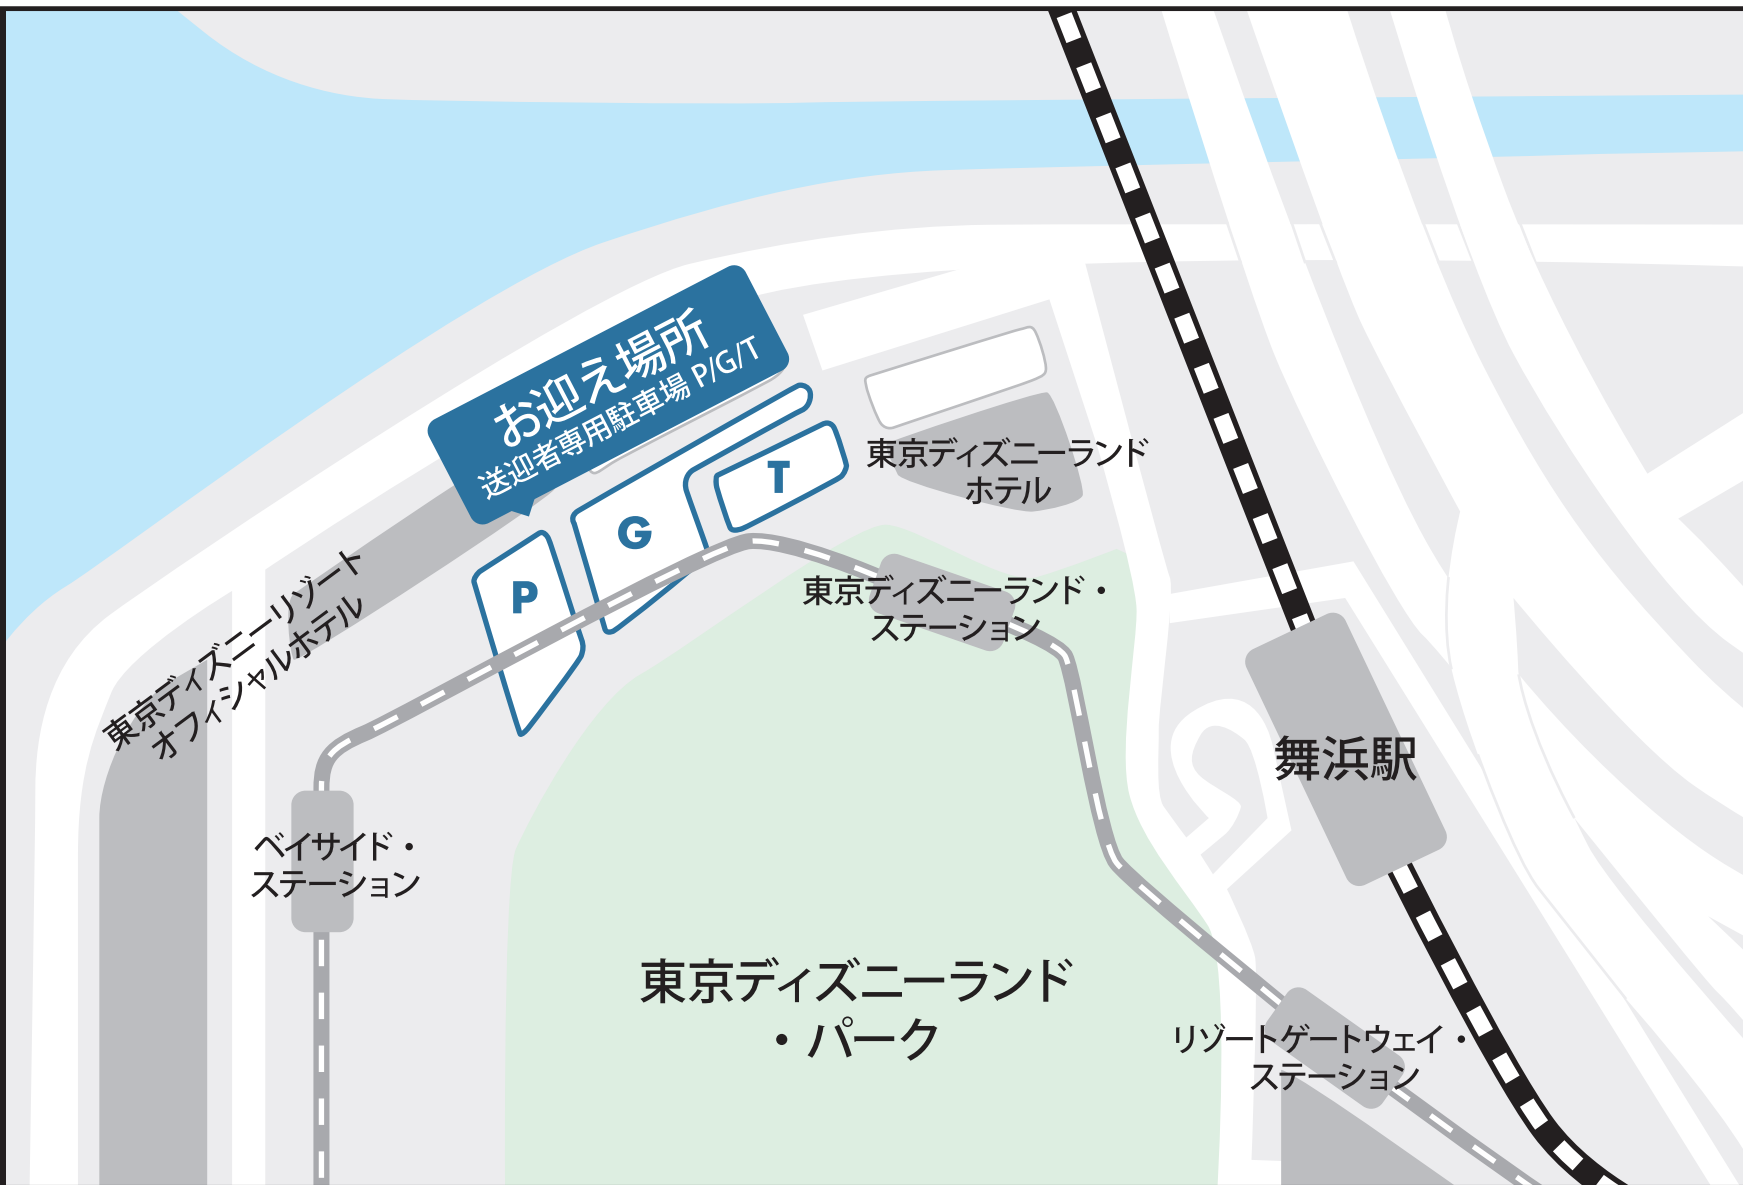 お迎え場所
送迎者専用駐車場 P/G/T
T
G
P
東京ディズニーランド
ホテル
東京ディズニーランド・
ステーション
東京ディズニーリゾート
オフィシャルホテル
舞浜駅
ベイサイド・
ステーション
東京ディズニーランド
・パーク
リゾートゲートウェイ・
ステーション